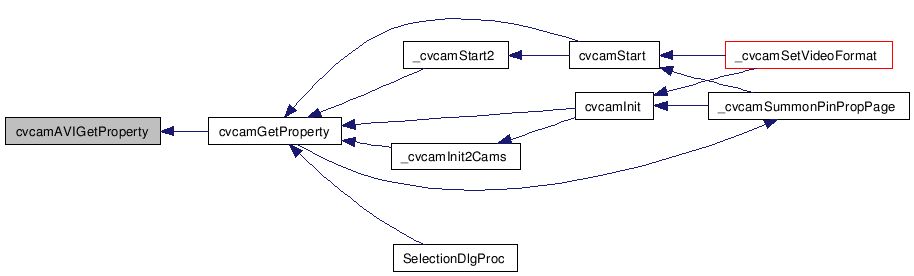 cvcamAVIGetProperty
cvcamGetProperty
_cvcamStart2
cvcamStart
_cvcamSetVideoFormat
cvcamInit
_cvcamSummonPinPropPage
_cvcamInit2Cams
SelectionDlgProc